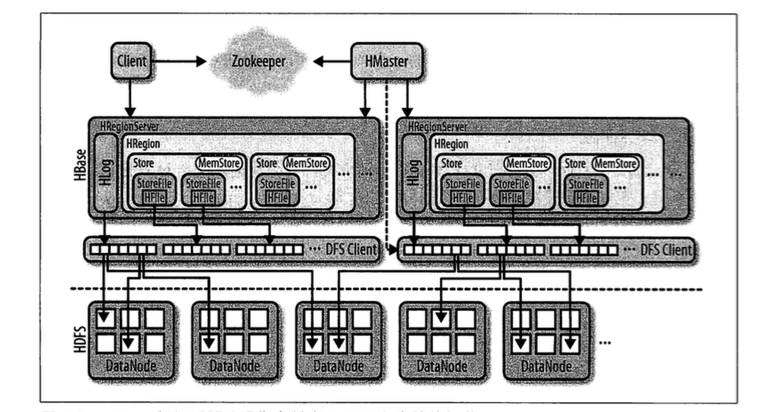 Client
Zookeeper
HMaster
HBase
HRegionServer
HLog
HRegion
Store
MemStore
StoreFile
HFile
StoreFile
HFile
...
Store
MemStore
StoreFile
HFile
...
...
...
HRegionServer
HLog
HRegion
Store
MemStore
StoreFile
HFile
StoreFile
HFile
...
Store
MemStore
StoreFile
HFile
...
...
...
... DFS Client
... DFS Client
HDFS
DataNode
DataNode
DataNode
DataNode
DataNode
...